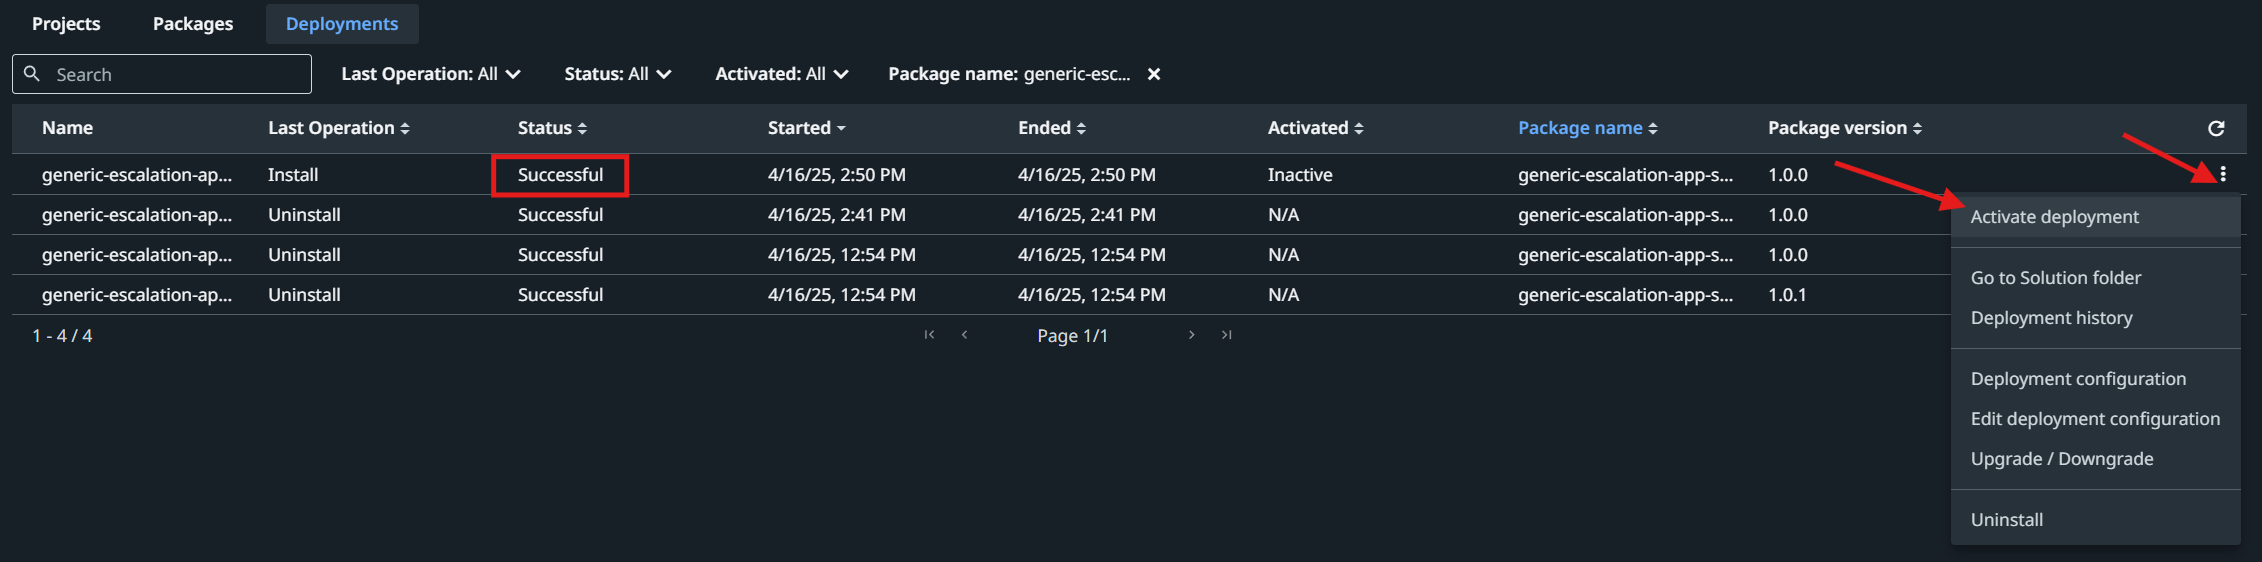 Projects Packages Deployments
Search Last Operation: All Status: All Activated: All Package name: generic-esc...
Name Last Operation Status Started Ended Activated Package name Package version
generic-escalation-ap... Install Successful 4/16/25, 2:50 PM 4/16/25, 2:50 PM Inactive generic-escalation-app-s... 1.0.0
generic-escalation-ap... Uninstall Successful 4/16/25, 2:41 PM 4/16/25, 2:41 PM N/A generic-escalation-app-s... 1.0.0
generic-escalation-ap... Uninstall Successful 4/16/25, 12:54 PM 4/16/25, 12:54 PM N/A generic-escalation-app-s... 1.0.0
generic-escalation-ap... Uninstall Successful 4/16/25, 12:54 PM 4/16/25, 12:54 PM N/A generic-escalation-app-s... 1.0.1
1 - 4 / 4 Page 1/1
Activate deployment
Go to Solution folder
Deployment history
Deployment configuration
Edit deployment configuration
Upgrade / Downgrade
Uninstall